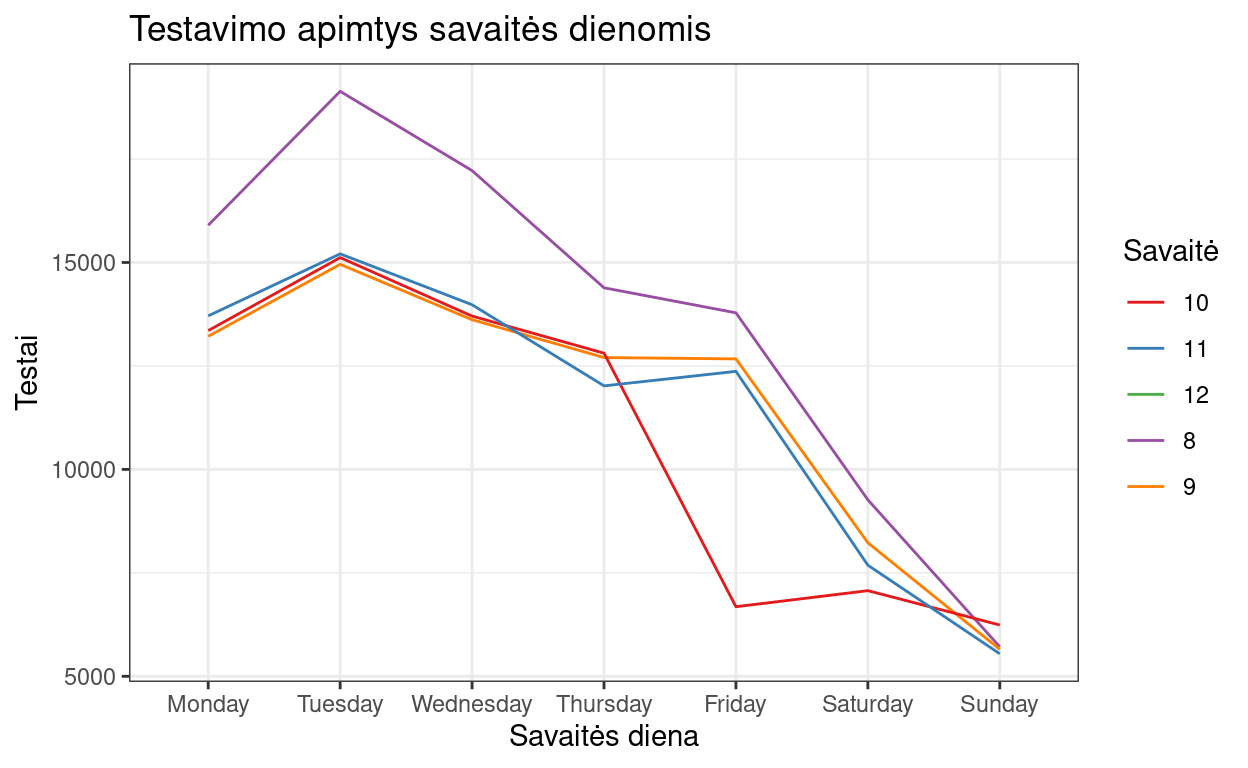 Testavimo apimtys savaitės dienomis
Testai
15000
10000
5000
Monday
Tuesday
Wednesday
Thursday
Friday
Saturday
Sunday
Savaitės diena
Savaitė
10
11
12
8
9